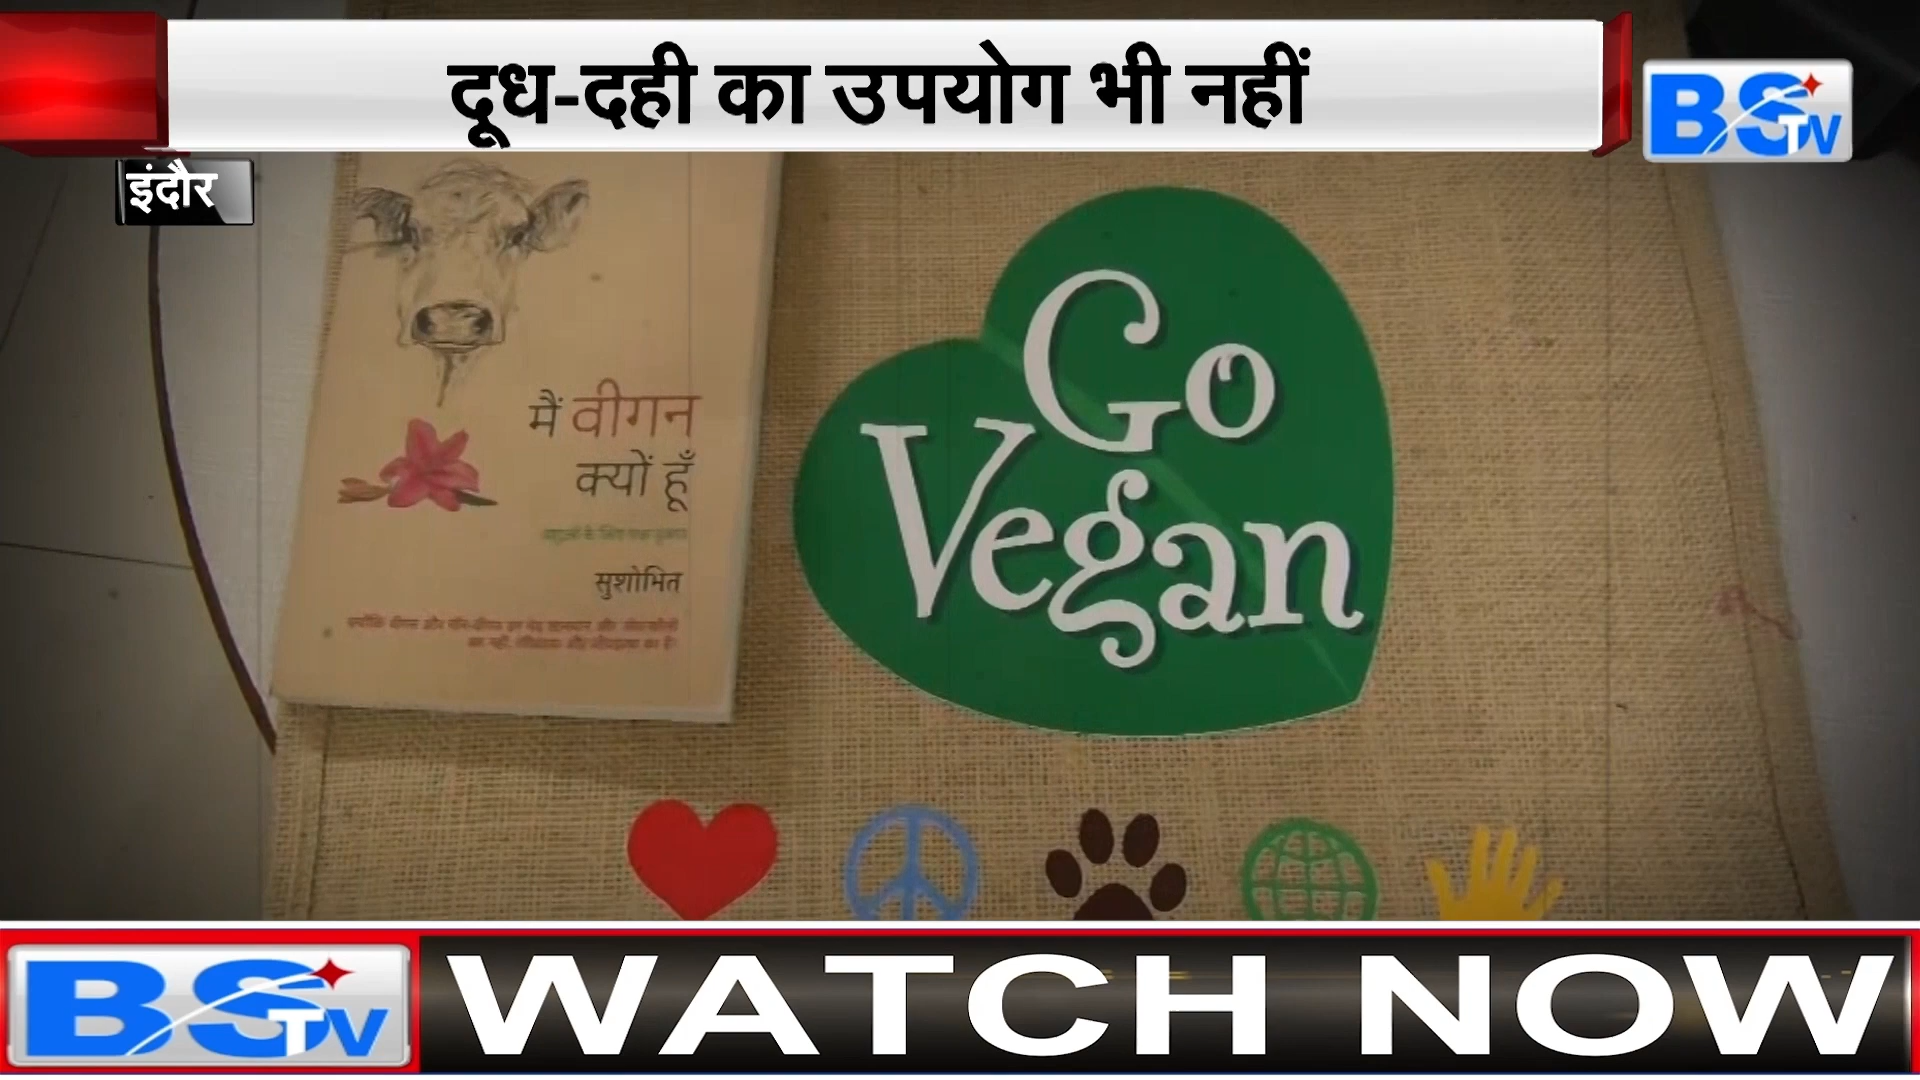 दूध-दही का उपयोग भी नहीं
BSTV
इंदौर
मैं वीगन
क्यों हूँ
सुशोभित
Go
Vegan
BSTV
WATCH NOW